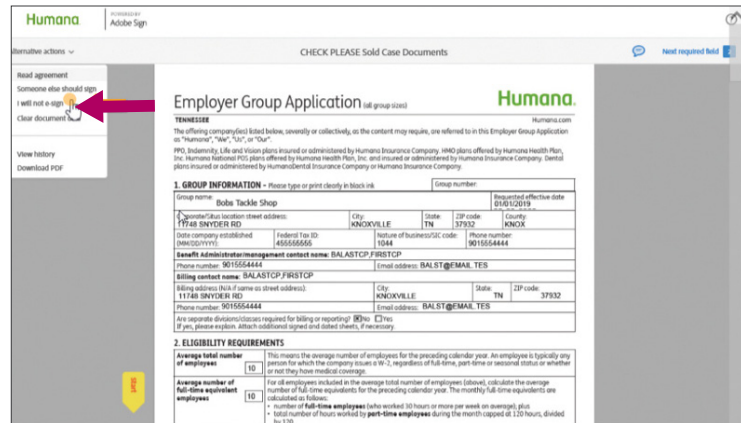 Humana
POWERED BY
Adobe Sign
Alternative actions
CHECK PLEASE Sold Case Documents
Next required field
Read agreement
Someone else should sign
I will not e-sign
Clear document
View history
Download PDF
Employer Group Application (all group sizes)
Humana.
TENNESSEE
Humana.com
The offering company(ies) listed below, severally or collectively, as the content may require, are referred to in this Employer Group Application
as "Humana", "We", "Us", or "Our".
PPO, Indemnity, Life and Vision plans insured or administered by Humana Insurance Company. HMO plans offered by Humana Health Plan,
Inc. Humana National POS plans offered by Humana Health Plan, Inc. and insured or administered by Humana Insurance Company. Dental
plans insured or administered by HumanaDental Insurance Company or Humana Insurance Company.
1. GROUP INFORMATION - Please type or print clearly in black ink
Group number:
Group name: Bobs Tackle Shop
Requested effective date
01/01/2019
Corporate/Situs location street address:
11748 SNYDER RD
City:
KNOXVILLE
State:
TN
ZIP code:
37932
County:
KNOX
Date company established
(MM/DD/YYYY):
Federal Tax ID:
455555555
Nature of business/SIC code:
1044
Phone number:
9015554444
Benefit Administrator/management contact name: BALASTCP,FIRSTCP
Phone number: 9015554444
Email address: BALST@EMAIL.TES
Billing contact name: BALASTCP,FIRSTCP
Billing address (N/A if same as street address):
11748 SNYDER RD
City:
KNOXVILLE
State:
TN
ZIP code:
37932
Phone number: 9015554444
Email address: BALST@EMAIL.TES
Are separate divisions/classes required for billing or reporting? No Yes
If yes, please explain. Attach additional signed and dated sheets, if necessary.
2. ELIGIBILITY REQUIREMENTS
Average total number
of employees
10
This means the average number of employees for the preceding calendar year. An employee is typically any
person for which the company issues a W-2, regardless of full-time, part-time or seasonal status or whether
or not they have medical coverage.
Start
Average number of
full-time equivalent
employees
10
For all employees included in the average total number of employees (above), calculate the average
number of full-time equivalents for the preceding calendar year. The monthly full-time equivalents are
calculated as follows:
• number of full-time employees (who worked 30 hours or more per week on average); plus
• total number of hours worked by part-time employees during the month capped at 120 hours, divided
by 120